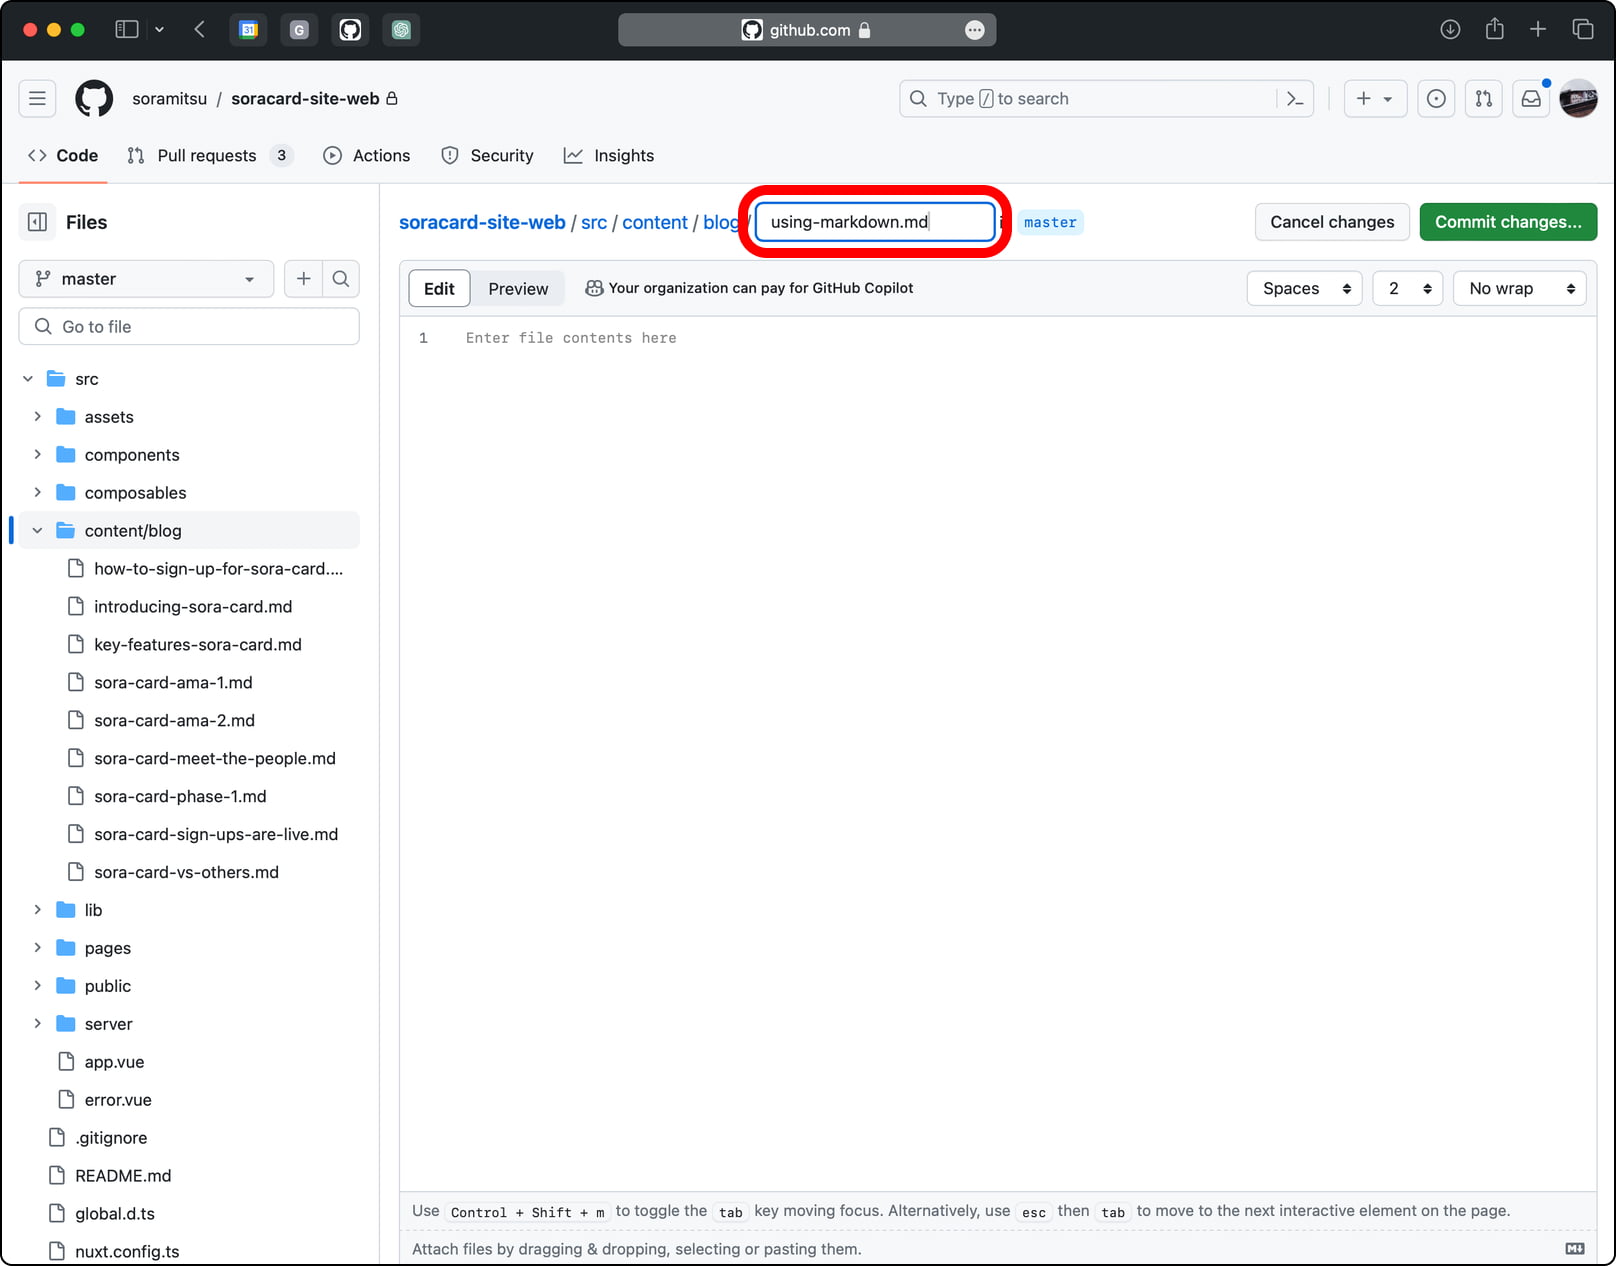 31
G
github.com
soramitsu / soracard-site-web
Type / to search
Code
Pull requests 3
Actions
Security
Insights
Files
master
Go to file
src
assets
components
composables
content/blog
how-to-sign-up-for-sora-card....
introducing-sora-card.md
key-features-sora-card.md
sora-card-ama-1.md
sora-card-ama-2.md
sora-card-meet-the-people.md
sora-card-phase-1.md
sora-card-sign-ups-are-live.md
sora-card-vs-others.md
lib
pages
public
server
app.vue
error.vue
.gitignore
README.md
global.d.ts
nuxt.config.ts
soracard-site-web / src / content / blog / using-markdown.md master
Cancel changes
Commit changes...
Edit
Preview
Your organization can pay for GitHub Copilot
Spaces
2
No wrap
1 Enter file contents here
Use Control + Shift + m to toggle the tab key moving focus. Alternatively, use esc then tab to move to the next interactive element on the page.
Attach files by dragging & dropping, selecting or pasting them.